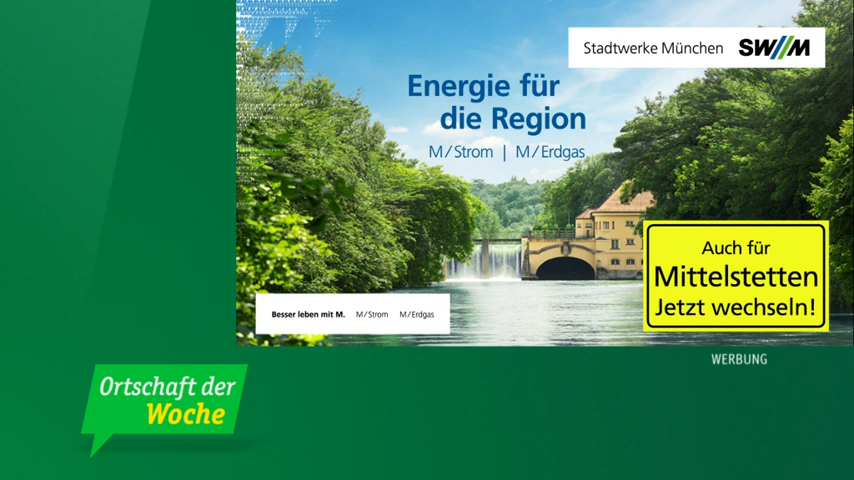 Stadtwerke München SW//M
Energie für
die Region
M/Strom | M/Erdgas
Auch für
Mittelstetten
Jetzt wechseln!
Besser leben mit M. M/Strom M/Erdgas
WERBUNG
Ortschaft der
Woche